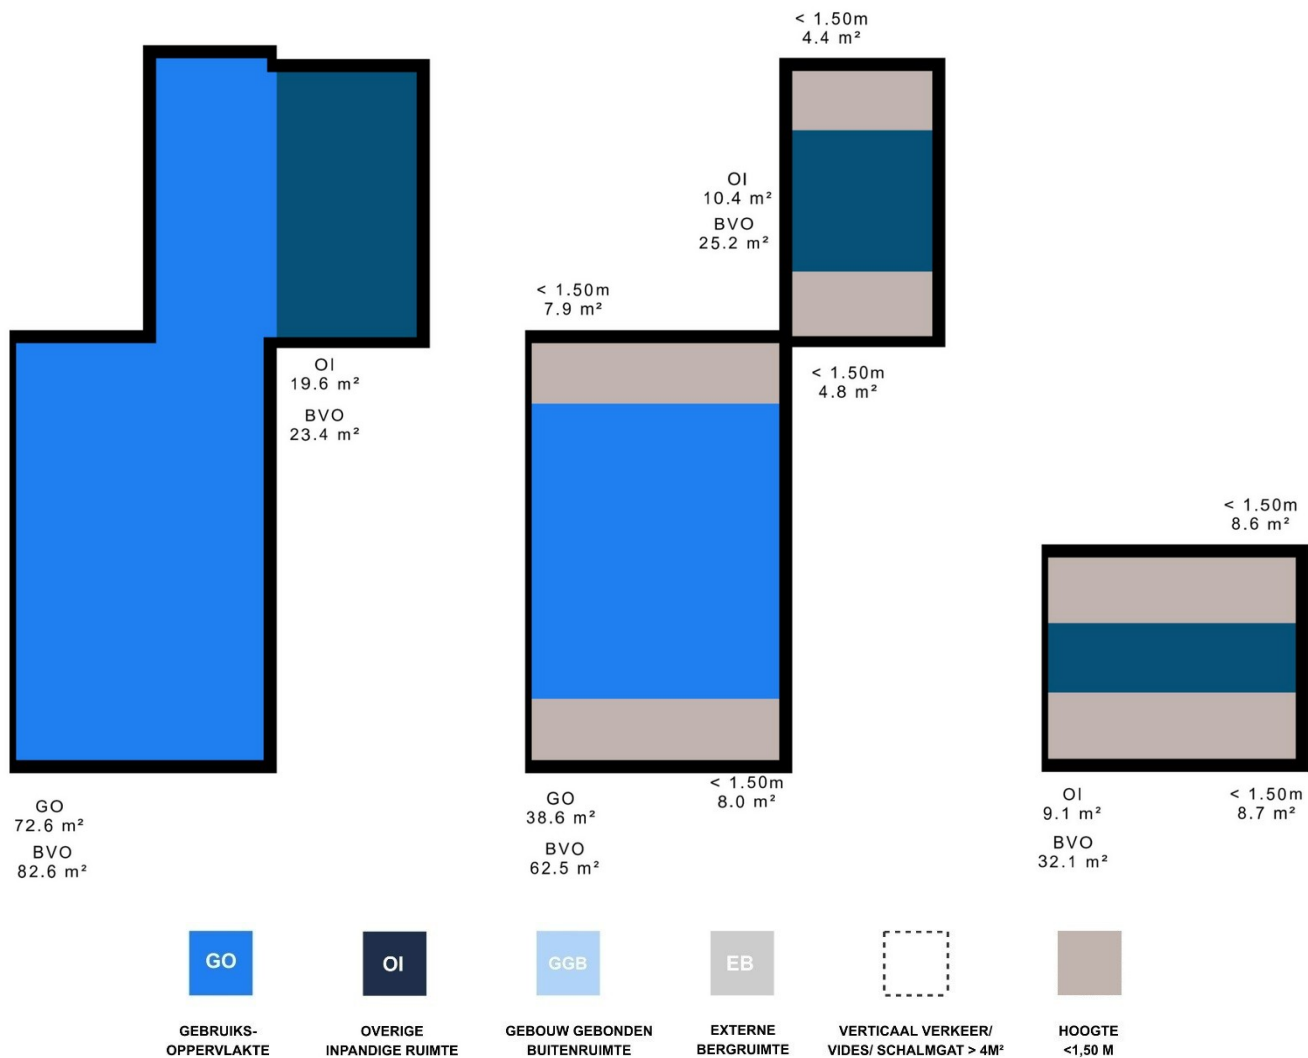 < 1.50m
4.4 m²
OI
10.4 m²
BVO
25.2 m²
< 1.50m
7.9 m²
OI
19.6 m²
BVO
23.4 m²
< 1.50m
4.8 m²
< 1.50m
8.6 m²
GO
72.6 m²
BVO
82.6 m²
GO
38.6 m²
BVO
62.5 m²
< 1.50m
8.0 m²
OI
9.1 m²
BVO
32.1 m²
< 1.50m
8.7 m²
GO
GEBRUIKS-
OPPERVLAKTE
OI
OVERIGE
INPANDIGE RUIMTE
GGB
GEBOUW GEBONDEN
BUITENRUIMTE
EB
EXTERNE
BERGRUIMTE
VERTICAAL VERKEER/
VIDES/ SCHALMGAT > 4M²
HOOGTE
<1,50 M